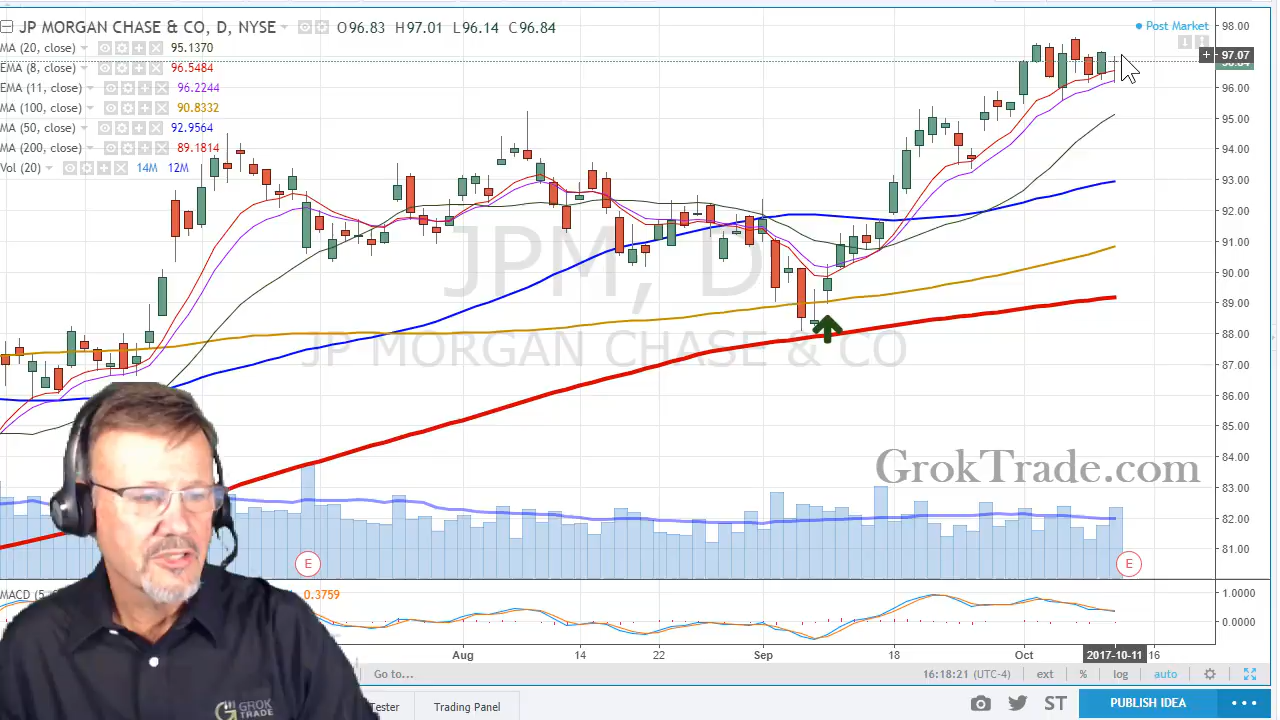 JP MORGAN CHASE & CO, D, NYSE O96.83 H97.01 L96.14 C96.84
Post Market
MA (20, close) 95.1370
EMA (8, close) 96.5484
EMA (11, close) 96.2244
MA (100, close) 90.8332
MA (50, close) 92.9564
MA (200, close) 89.1814
Vol (20) 14M 12M
98.00
97.07
96.00
95.00
94.00
93.00
92.00
91.00
90.00
89.00
88.00
87.00
86.00
85.00
84.00
83.00
82.00
81.00
JPM, D
JP MORGAN CHASE & CO
GrokTrade.com
E
E
MACD 0.3759
1.0000
0.0000
Aug 14 22 Sep 18 Oct 2017-10-11 16
Go to... 16:18:21 (UTC-4) ext % log auto
Tester Trading Panel ST PUBLISH IDEA
GROK
TRADE